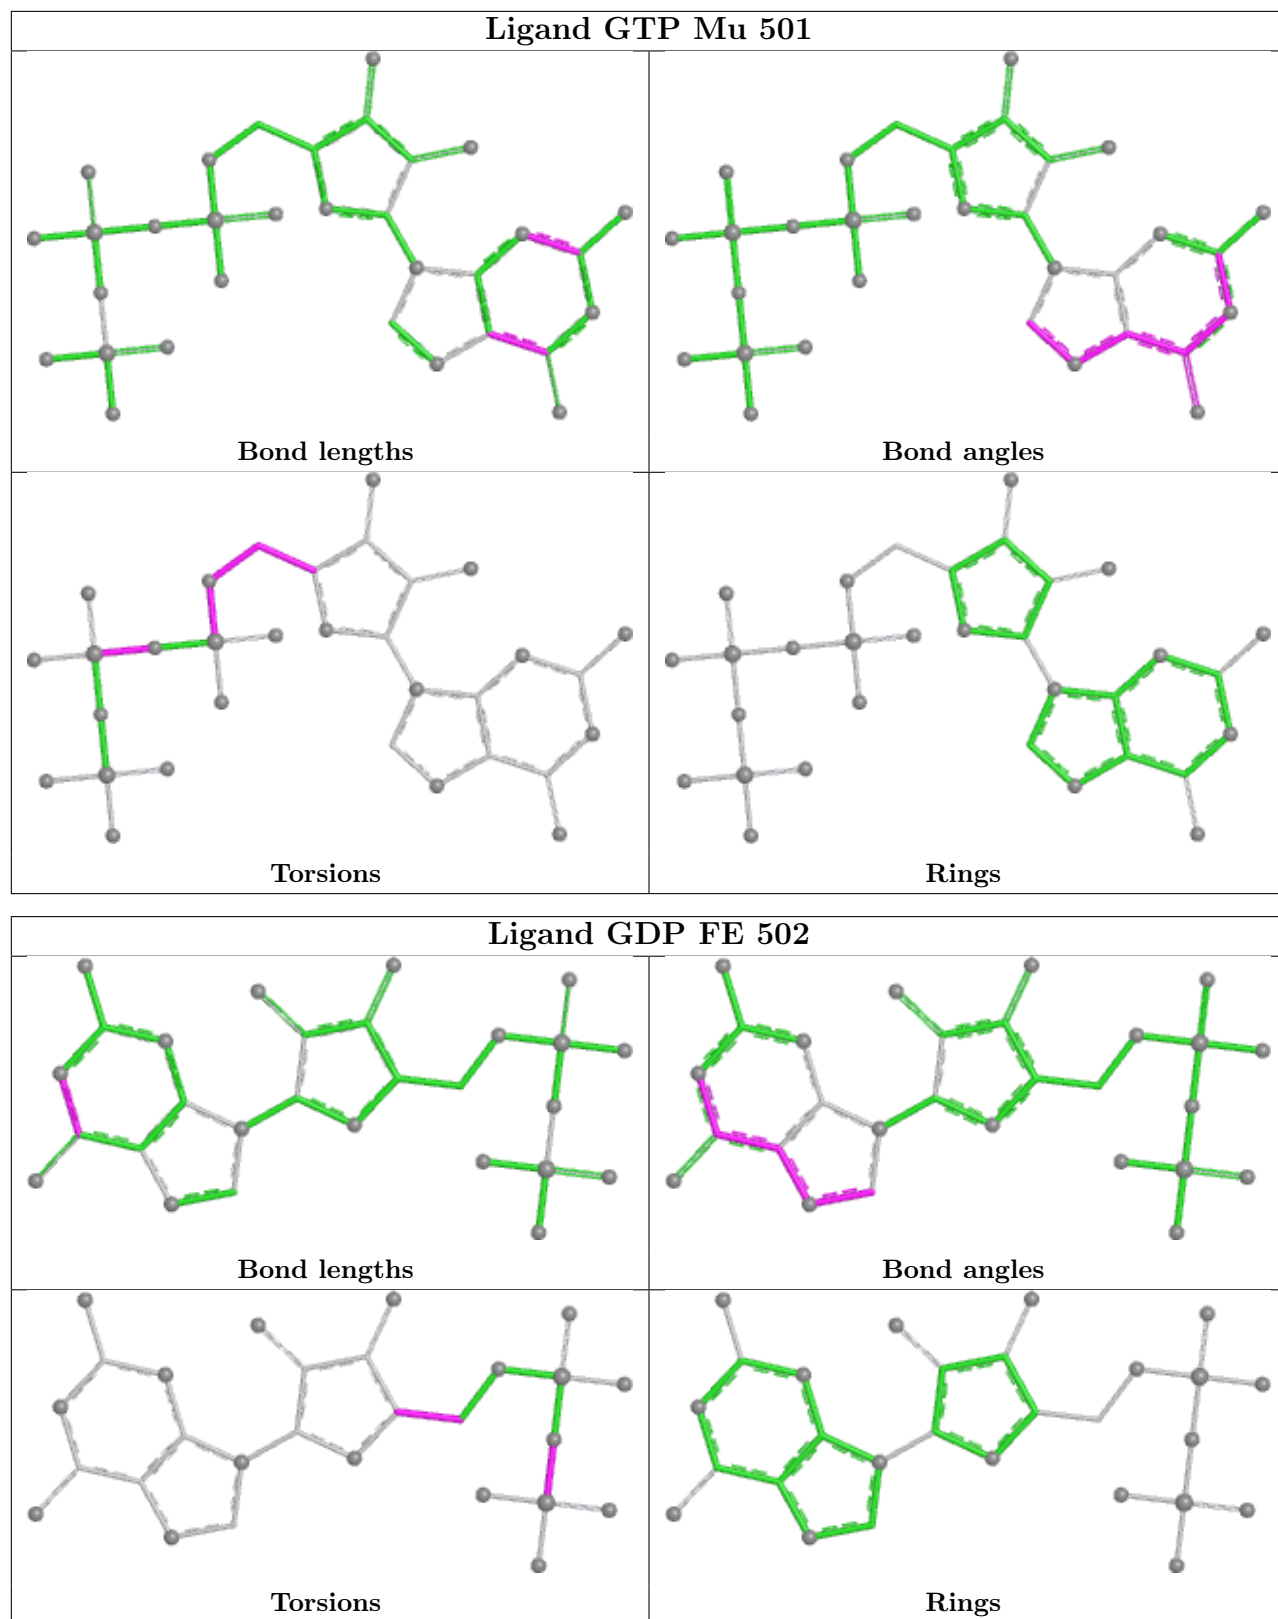 Ligand GTP Mu 501
Bond lengths
Bond angles
Torsions
Rings
Ligand GDP FE 502
Bond lengths
Bond angles
Torsions
Rings